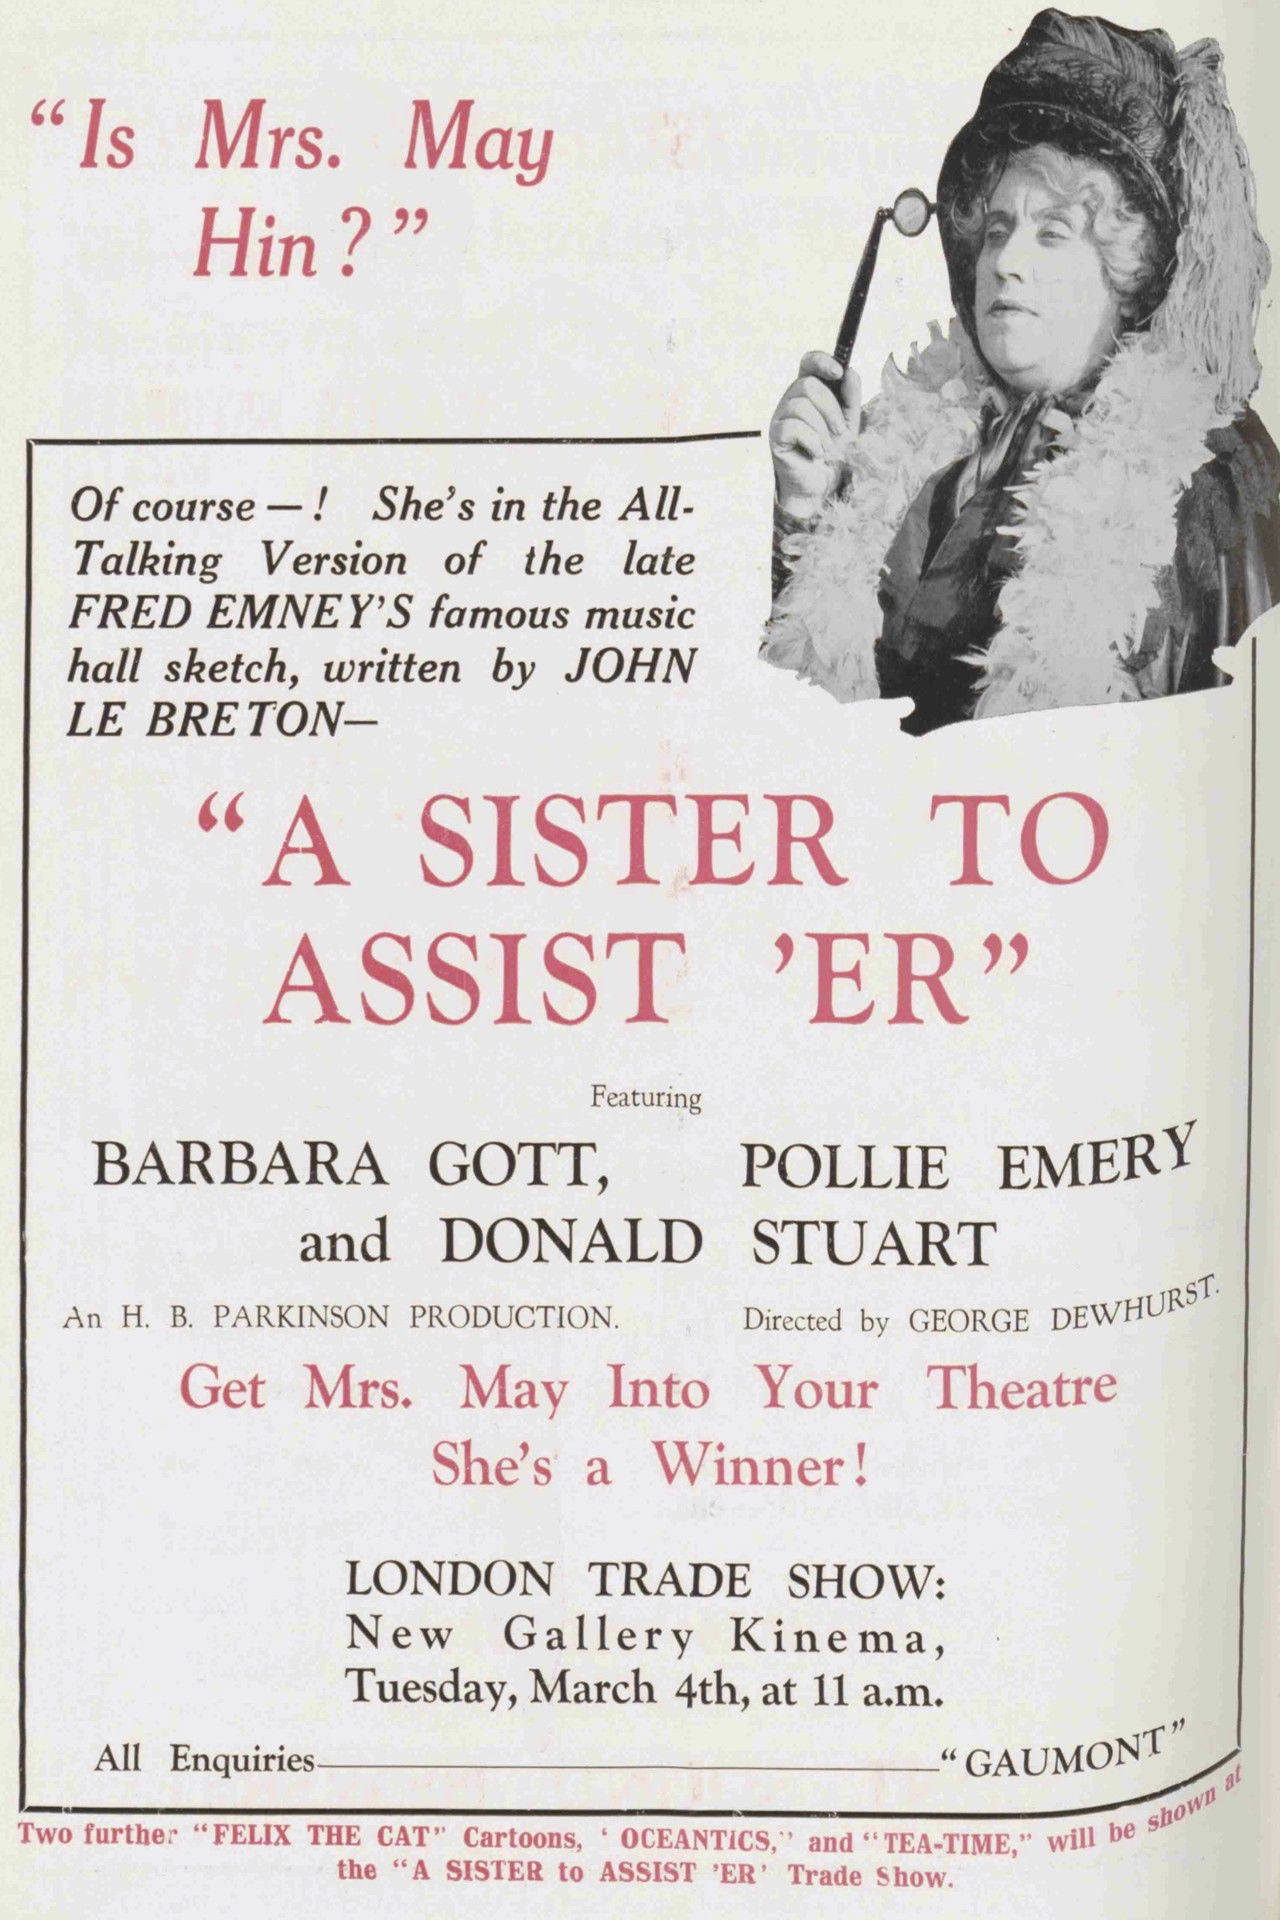 “Is Mrs. May
Hin?”
Of course—! She’s in the All-
Talking Version of the late
FRED EMNEY’S famous music
hall sketch, written by JOHN
LE BRETON—
“A SISTER TO
ASSIST ’ER”
Featuring
BARBARA GOTT, POLLIE EMERY
and DONALD STUART
An H. B. PARKINSON PRODUCTION. Directed by GEORGE DEWHURST.
Get Mrs. May Into Your Theatre
She’s a Winner!
LONDON TRADE SHOW:
New Gallery Kinema,
Tuesday, March 4th, at 11 a.m.
All Enquiries—“GAUMONT”
Two further “FELIX THE CAT” Cartoons, ‘ OCEANTICS,’’ and “TEA-TIME,” will be shown at
the “A SISTER to ASSIST ’ER’ Trade Show.